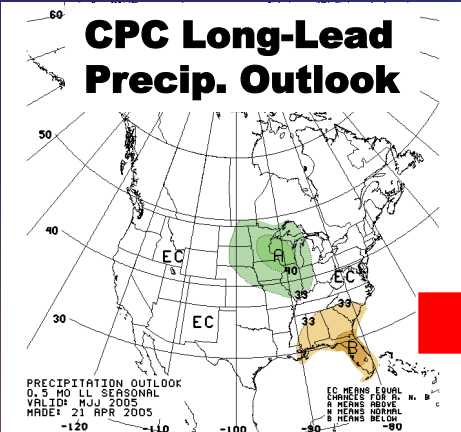 CPC Long-Lead
Precip. Outlook
60
50
40
30
EC
A
40
EC
33
33
EC
33
B
PRECIPITATION OUTLOOK
0.5 MO LL SEASONAL
VALID: MJJ 2005
MADE: 21 APR 2005
EC MEANS EQUAL
CHANCES FOR A, N, B
A MEANS ABOVE
N MEANS NORMAL
B MEANS BELOW
-120
-110
-100
-90
-80